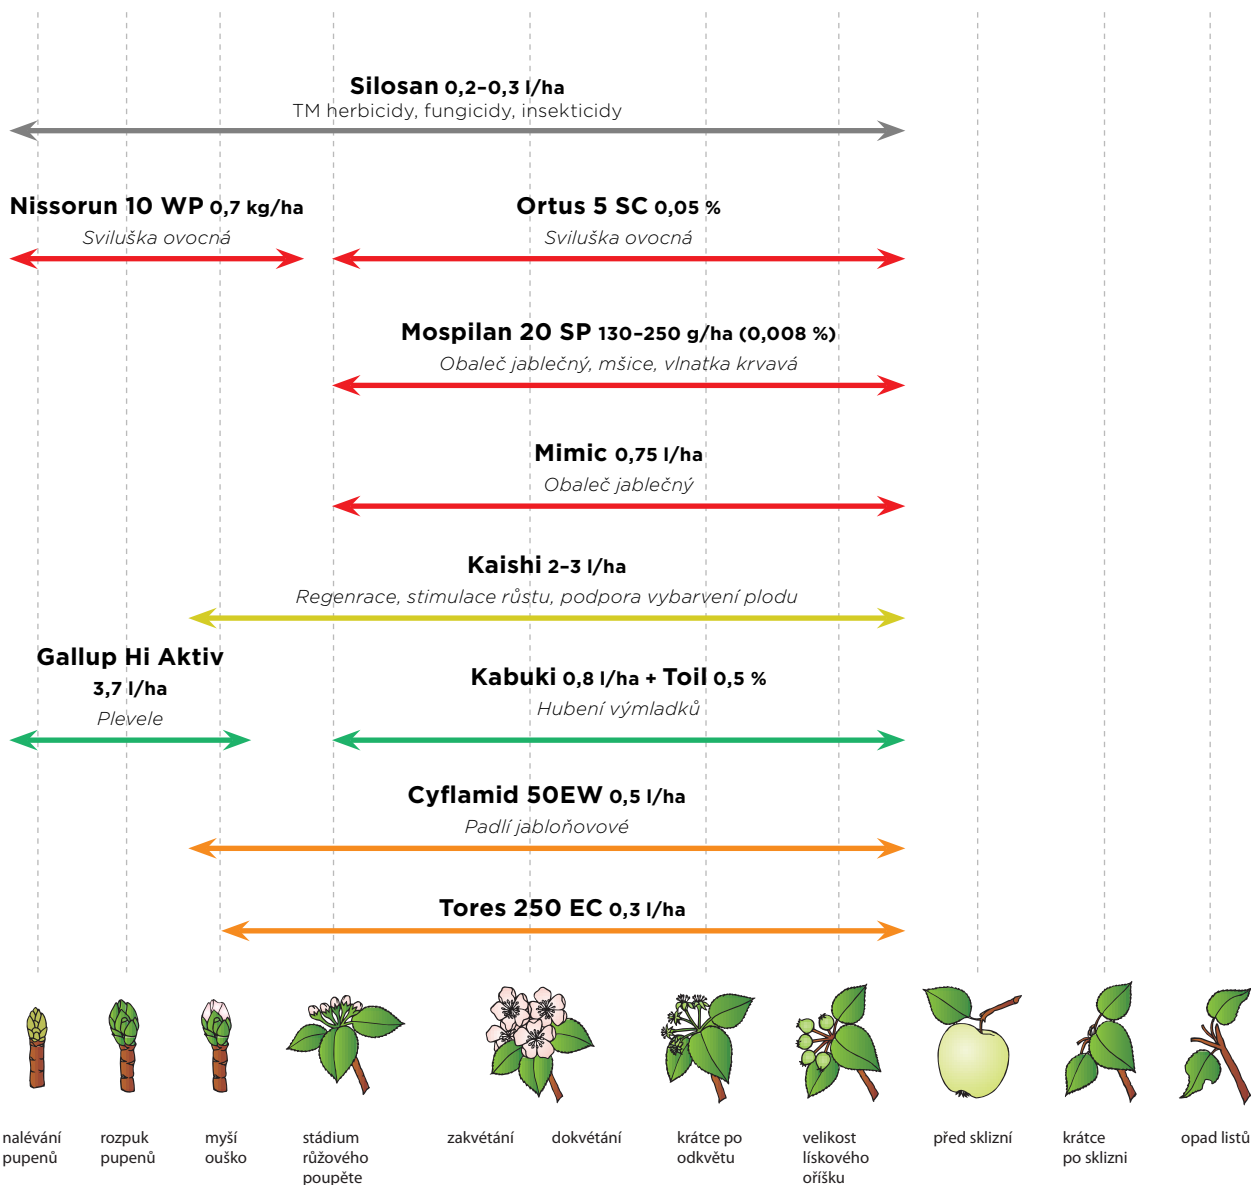 Silosan 0,2–0,3 l/ha
TM herbicidy, fungicidy, insekticidy
Nissorun 10 WP 0,7 kg/ha
Sviluška ovocná
Ortus 5 SC 0,05 %
Sviluška ovocná
Mospilan 20 SP 130–250 g/ha (0,008 %)
Obaleč jablečný, mšice, vlnatka krvavá
Mimic 0,75 l/ha
Obaleč jablečný
Kaishi 2–3 l/ha
Regenrace, stimulace růstu, podpora vybarvení plodu
Gallup Hi Aktiv
3,7 l/ha
Plevele
Kabuki 0,8 l/ha + Toil 0,5 %
Hubení výmladků
Cyflamid 50EW 0,5 l/ha
Padlí jabloňovové
Tores 250 EC 0,3 l/ha
nalévání
pupenů
rozpuk
pupenů
myší
ouško
stádium
růžového
poupěte
zakvétání
dokvétání
krátce po
odkvětu
velikost
lískového
oříšku
před sklizní
krátce
po sklizni
opad listů